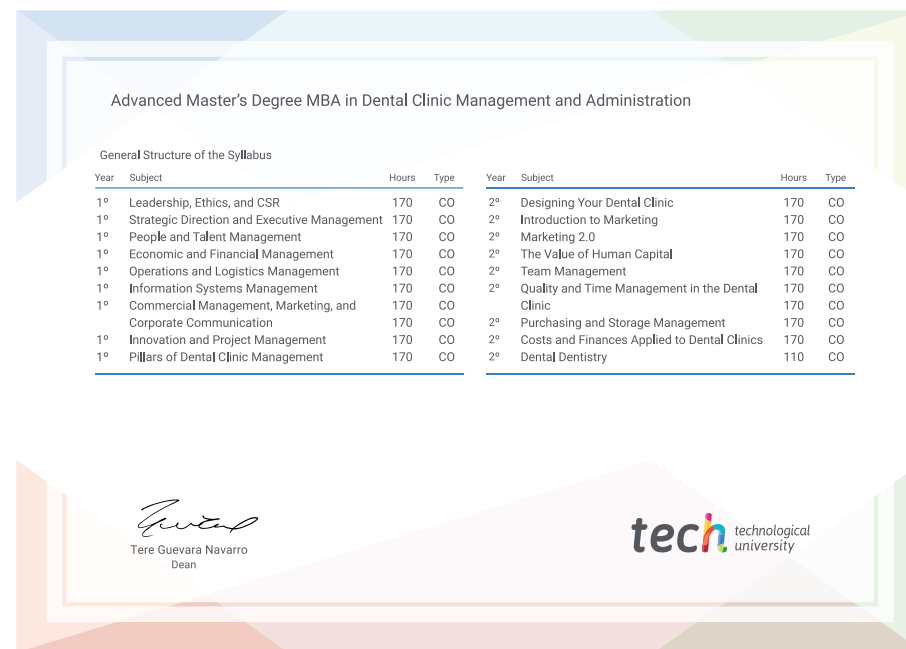 Advanced Master's Degree MBA in Dental Clinic Management and Administration
General Structure of the Syllabus
Year Subject Hours Type
1º Leadership, Ethics, and CSR 170 CO
1º Strategic Direction and Executive Management 170 CO
1º People and Talent Management 170 CO
1º Economic and Financial Management 170 CO
1º Operations and Logistics Management 170 CO
1º Information Systems Management 170 CO
1º Commercial Management, Marketing, and 170 CO
Corporate Communication 170 CO
1º Innovation and Project Management 170 CO
1º Pillars of Dental Clinic Management 170 CO
Year Subject Hours Type
2º Designing Your Dental Clinic 170 CO
2º Introduction to Marketing 170 CO
2º Marketing 2.0 170 CO
2º The Value of Human Capital 170 CO
2º Team Management 170 CO
2º Quality and Time Management in the Dental 170 CO
Clinic 170 CO
2º Purchasing and Storage Management 170 CO
2º Costs and Finances Applied to Dental Clinics 170 CO
2º Dental Dentistry 110 CO
Tere Guevara Navarro
Dean
tech technological
university